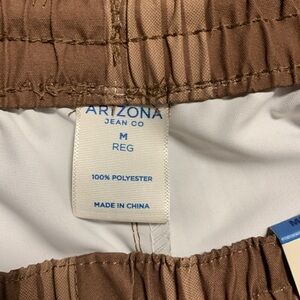 ARIZONA
JEAN CO
M
REG
100% POLYESTER
MADE IN CHINA